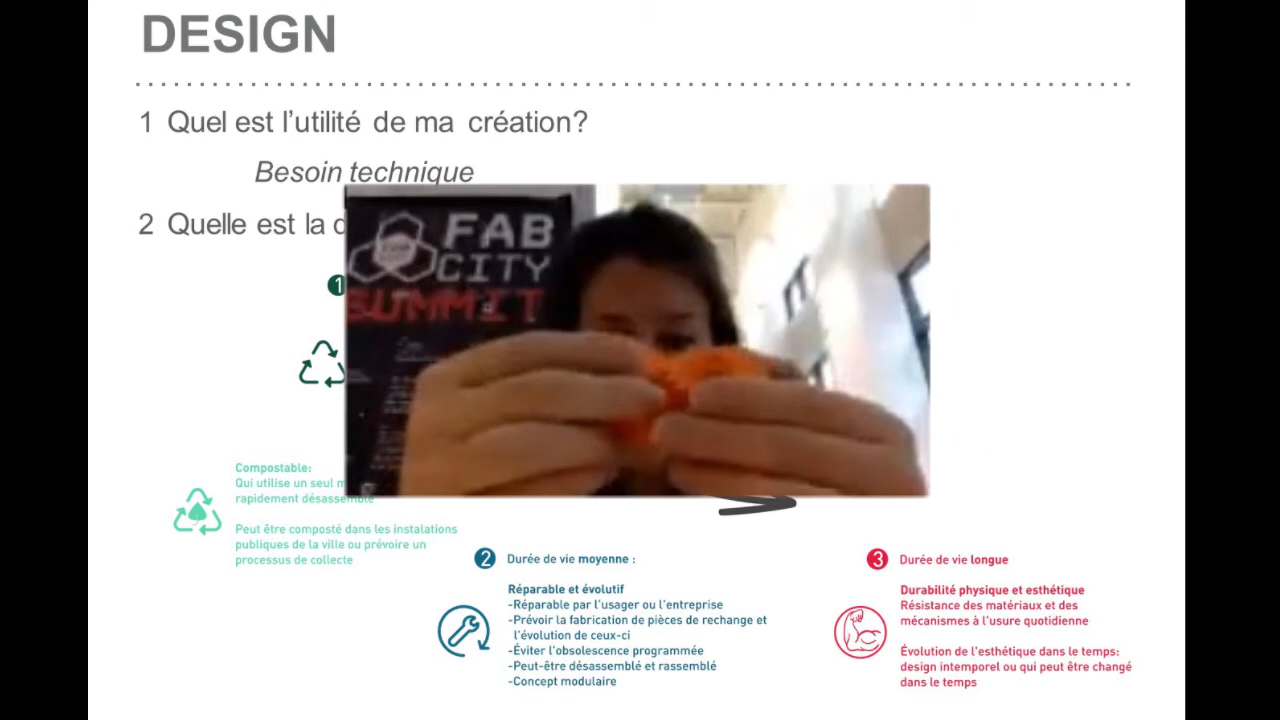 DESIGN
1 Quel est l'utilité de ma création?
Besoin technique
2 Quelle est la
FAB
CITY
SUMMIT
1
Compostable:
Qui utilise un seul
rapidement désassemblé
Peut être composté dans les instalations
publiques de la ville ou prévoire un
processus de collecte
2 Durée de vie moyenne :
Réparable et évolutif
-Réparable par l'usager ou l'entreprise
-Prévoir la fabrication de pièces de rechange et
l'évolution de ceux-ci
-Éviter l'obsolescence programmée
-Peut-être désassemblé et rassemblé
-Concept modulaire
3 Durée de vie longue
Durabilité physique et esthétique
Résistance des matériaux et des
mécanismes à l'usure quotidienne
Évolution de l'esthétique dans le temps:
design intemporel ou qui peut être changé
dans le temps